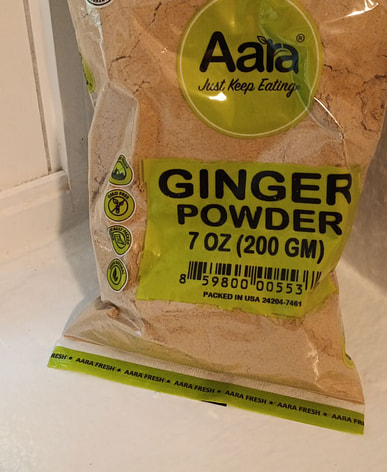 Aara®
Just Keep Eating
GINGER
POWDER
7 OZ (200 GM)
8 59800 00553
PACKED IN USA 24204-7461
RESH ★ AARA FRESH ★ AARA FRESH ★ AARA FRESH ★ AARA FRESH ★ AARA FRESH ★ AARA FRESH